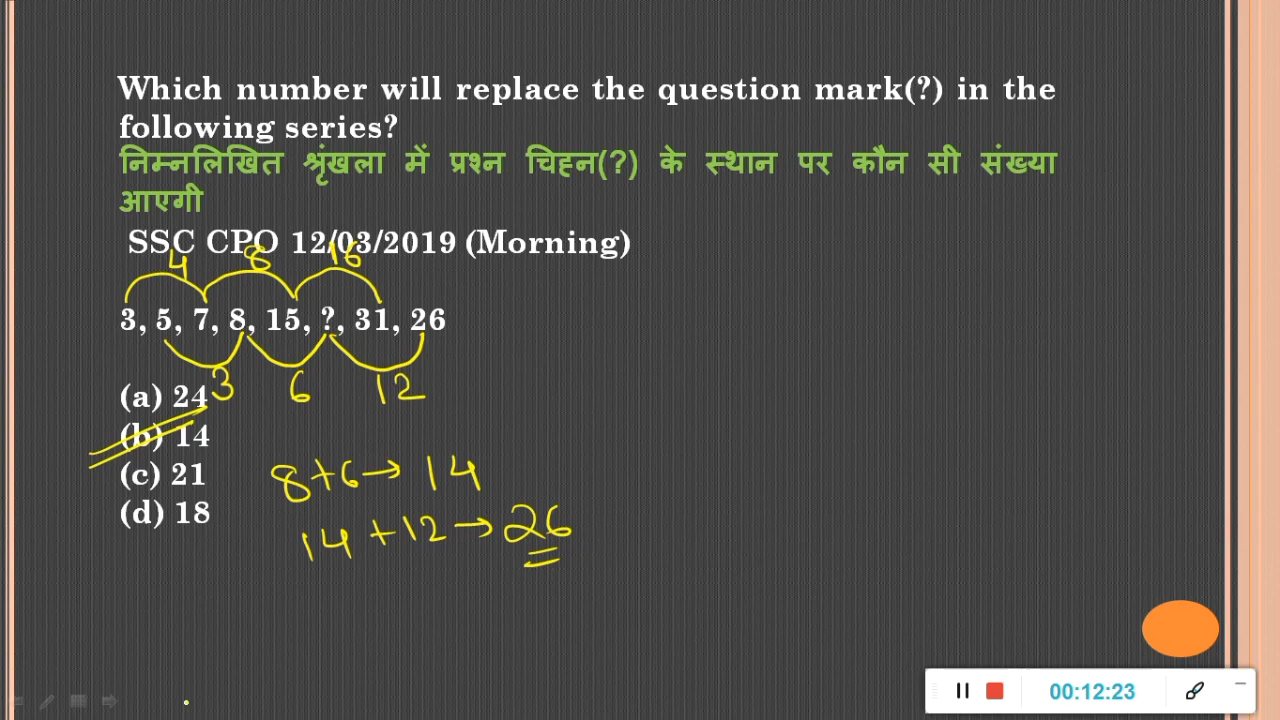 Which number will replace the question mark(?) in the
following series?
निम्नलिखित श्रृंखला में प्रश्न चिह्न(?) के स्थान पर कौन सी संख्या
आएगी
SSC CPO 12/03/2019 (Morning)
4 8 16
3, 5, 7, 8, 15, ?, 31, 26
3 6 12
(a) 24
(b) 14
(c) 21
(d) 18
8+6→14
14+12→26
00:12:23